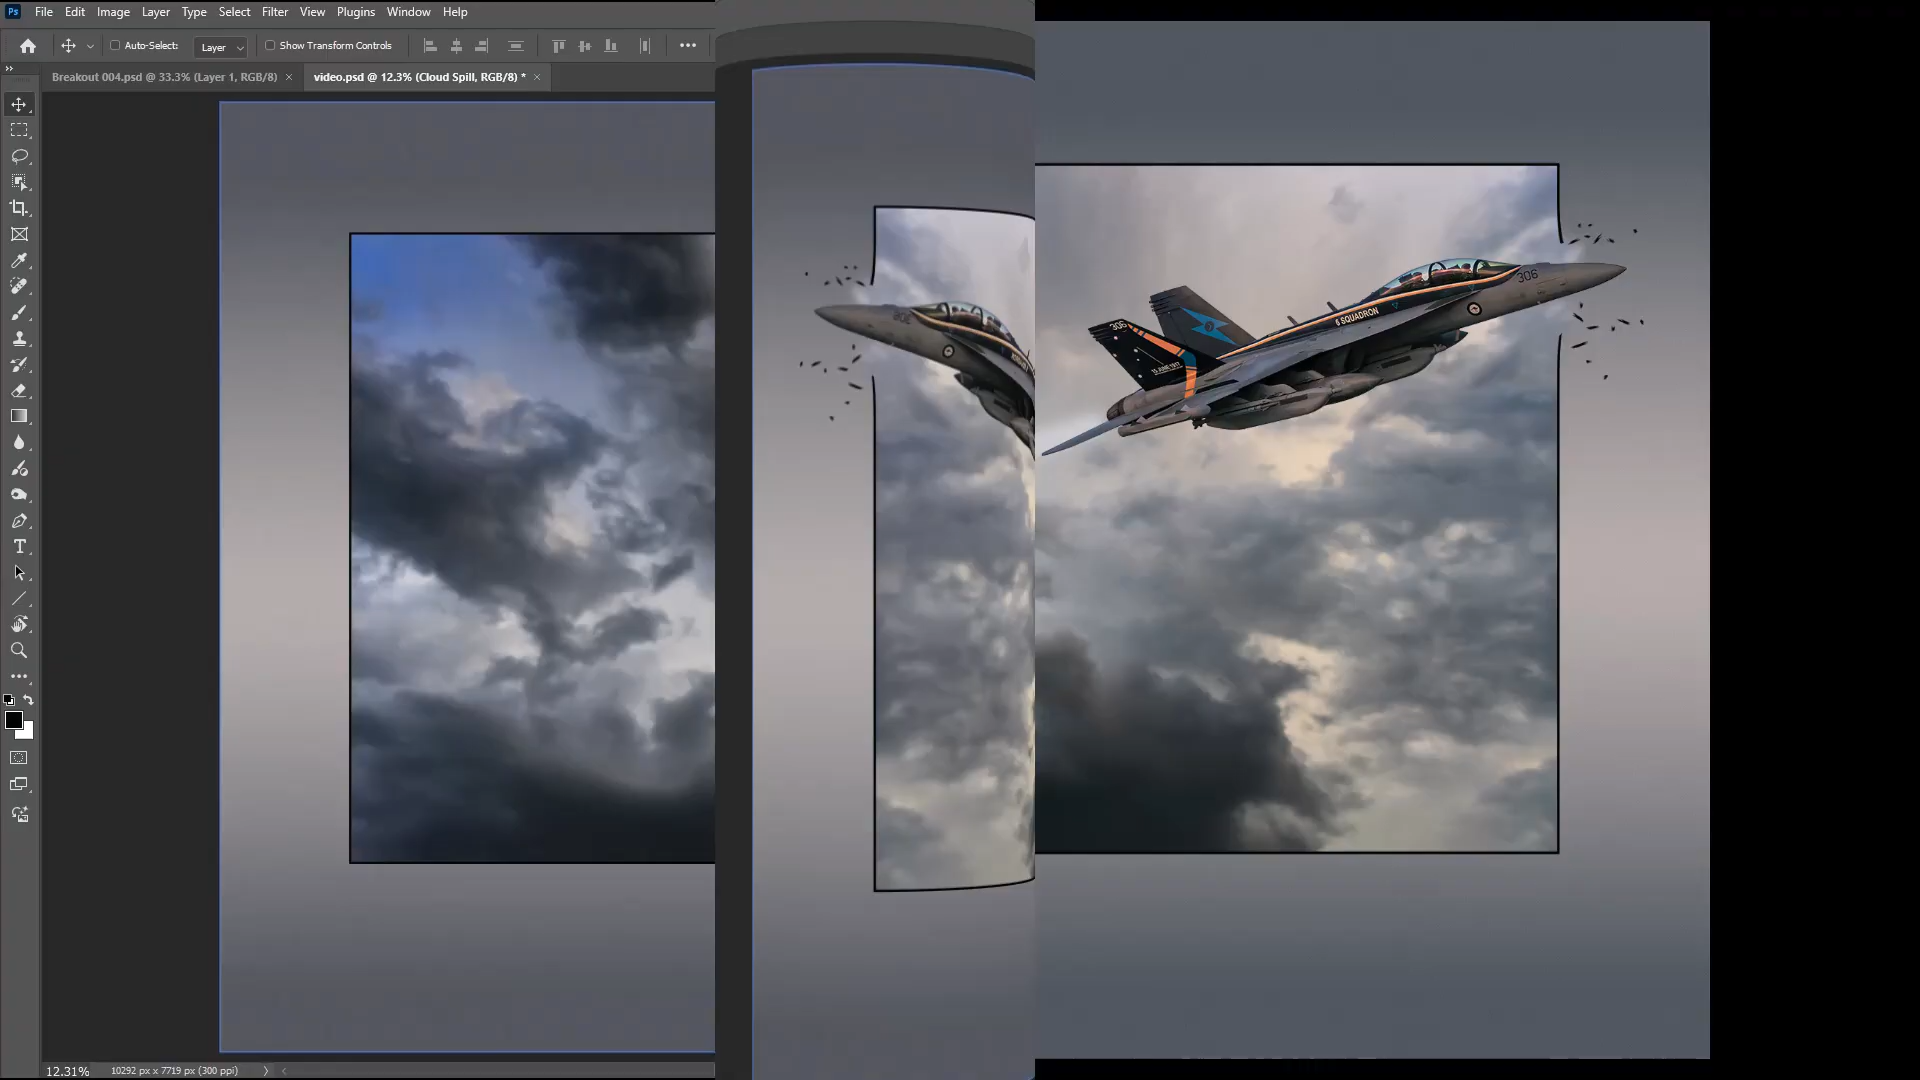 Ps File Edit Image Layer Type Select Filter View Plugins Window Help
Auto-Select: Layer Show Transform Controls
Breakout 004.psd @ 33.3% (Layer 1, RGB/8) × video.psd @ 12.3% (Cloud Spill, RGB/8) * ×
306
306
6 SQUADRON
12.31% 10292 px x 7719 px (300 ppi)